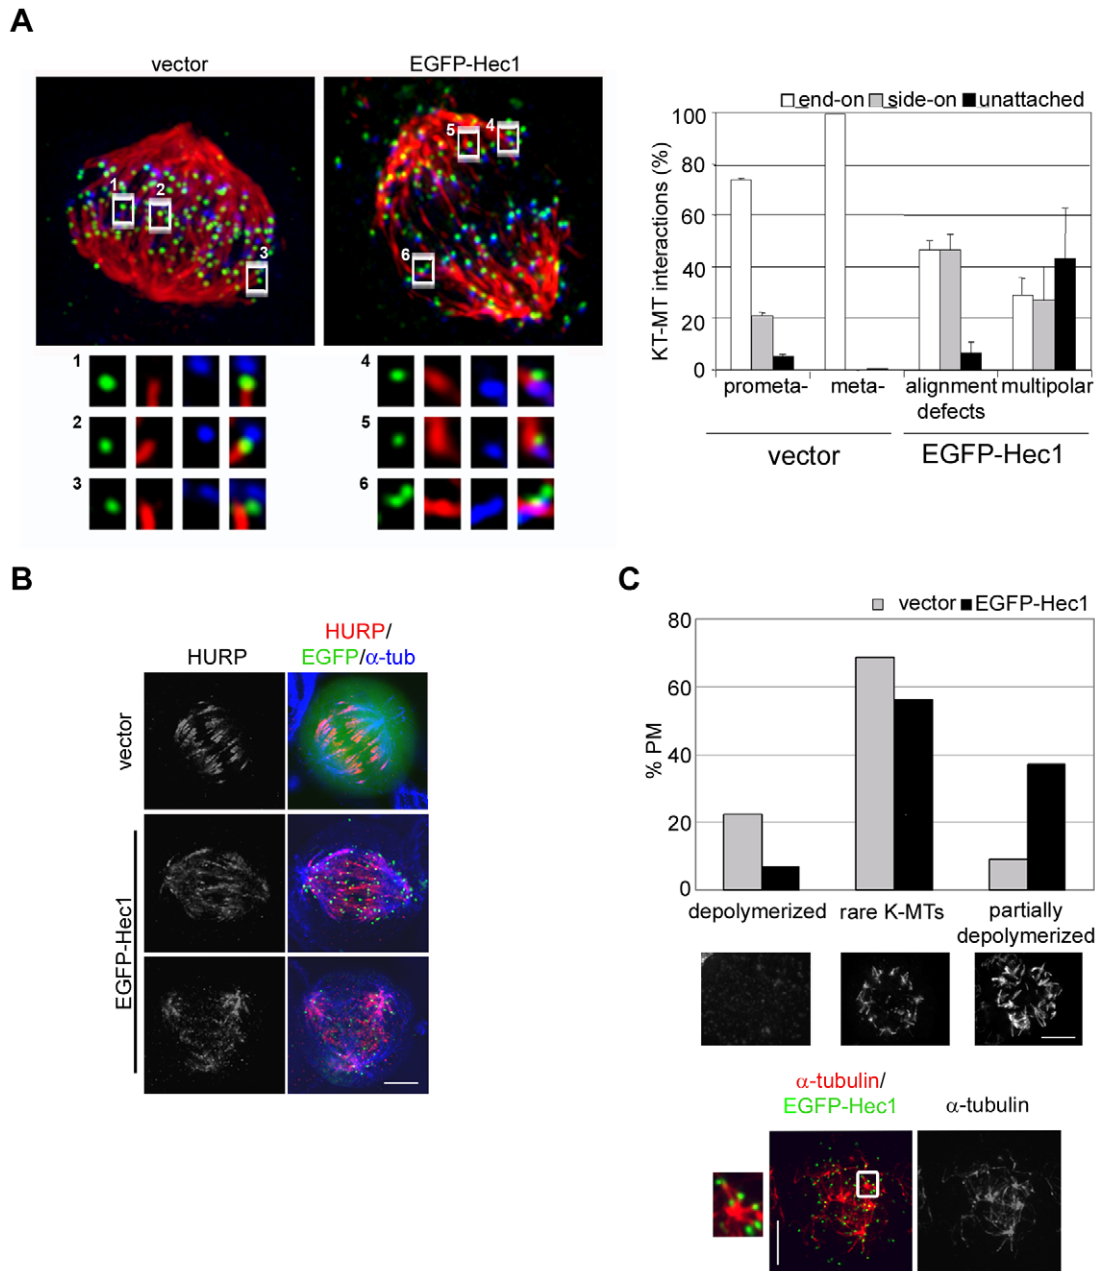 A
vector
EGFP-Hec1
1
2
3
5
4
6
1
2
3
4
5
6
end-on side-on unattached
KT-MT interactions (%)
100
80
60
40
20
0
prometa- meta- alignment defects multipolar
vector EGFP-Hec1
B
HURP
HURP/
EGFP/α-tub
vector
EGFP-Hec1
C
vector EGFP-Hec1
% PM
80
60
40
20
0
depolymerized rare K-MTs partially depolymerized
α-tubulin/
EGFP-Hec1
α-tubulin